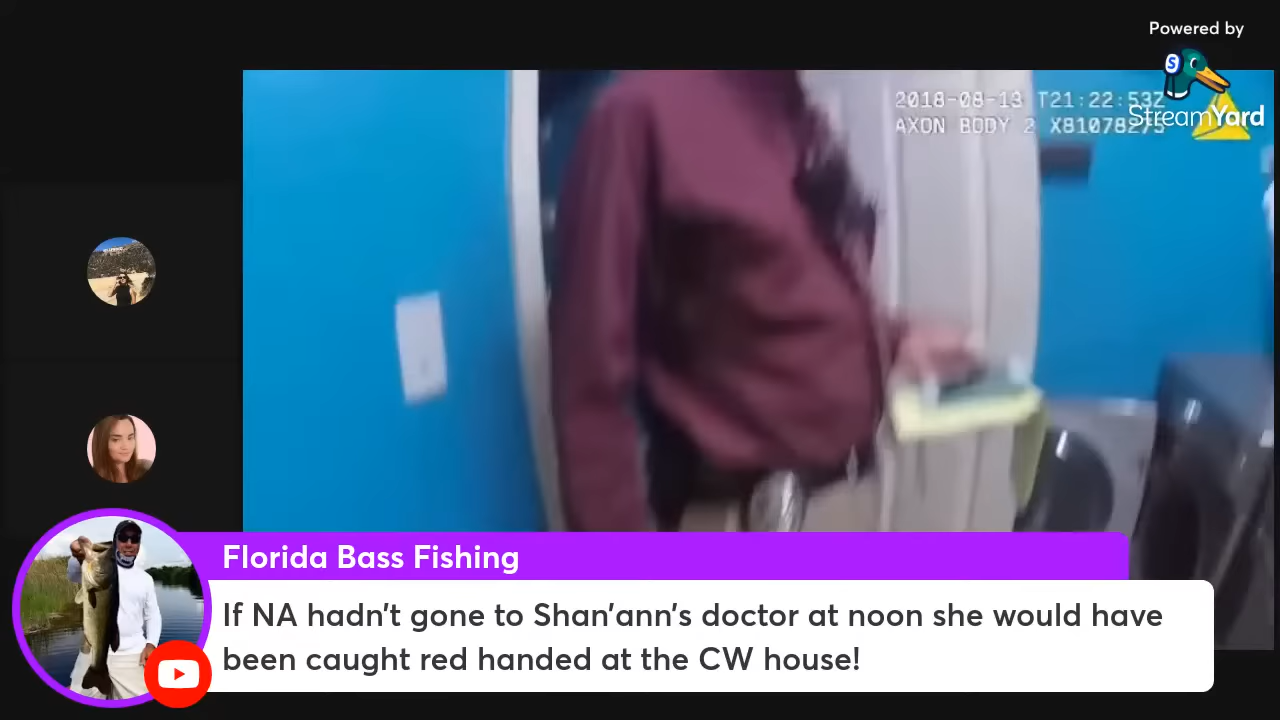 Powered by
StreamYard
2018-08-13 T21:22:53Z
AXON BODY 2 X81078275
Florida Bass Fishing
If NA hadn't gone to Shan'ann's doctor at noon she would have
been caught red handed at the CW house!